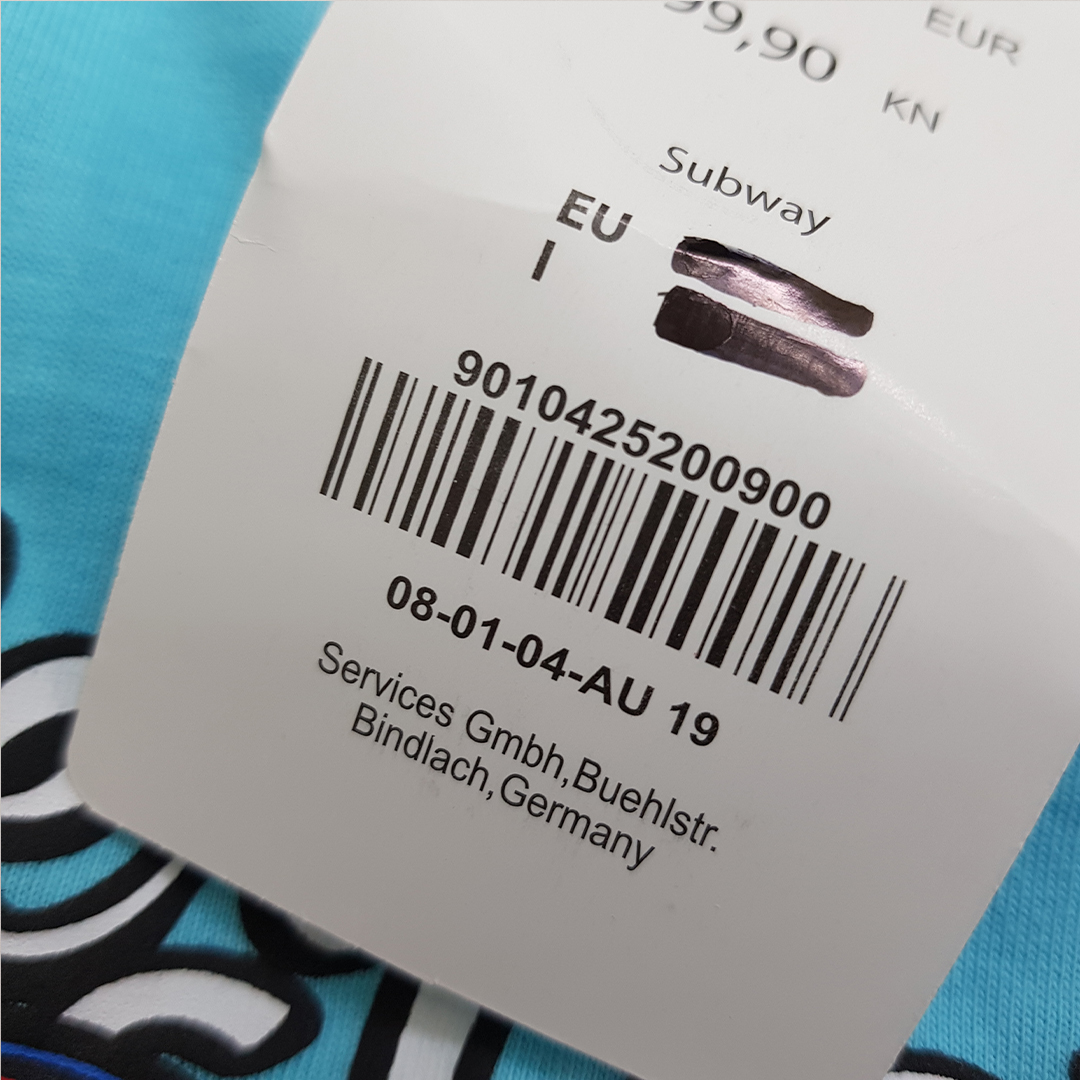 EUR
99,90 KN
Subway
EU
I
9010425200900
08-01-04-AU 19
Services Gmbh,Buehlstr.
Bindlach,Germany